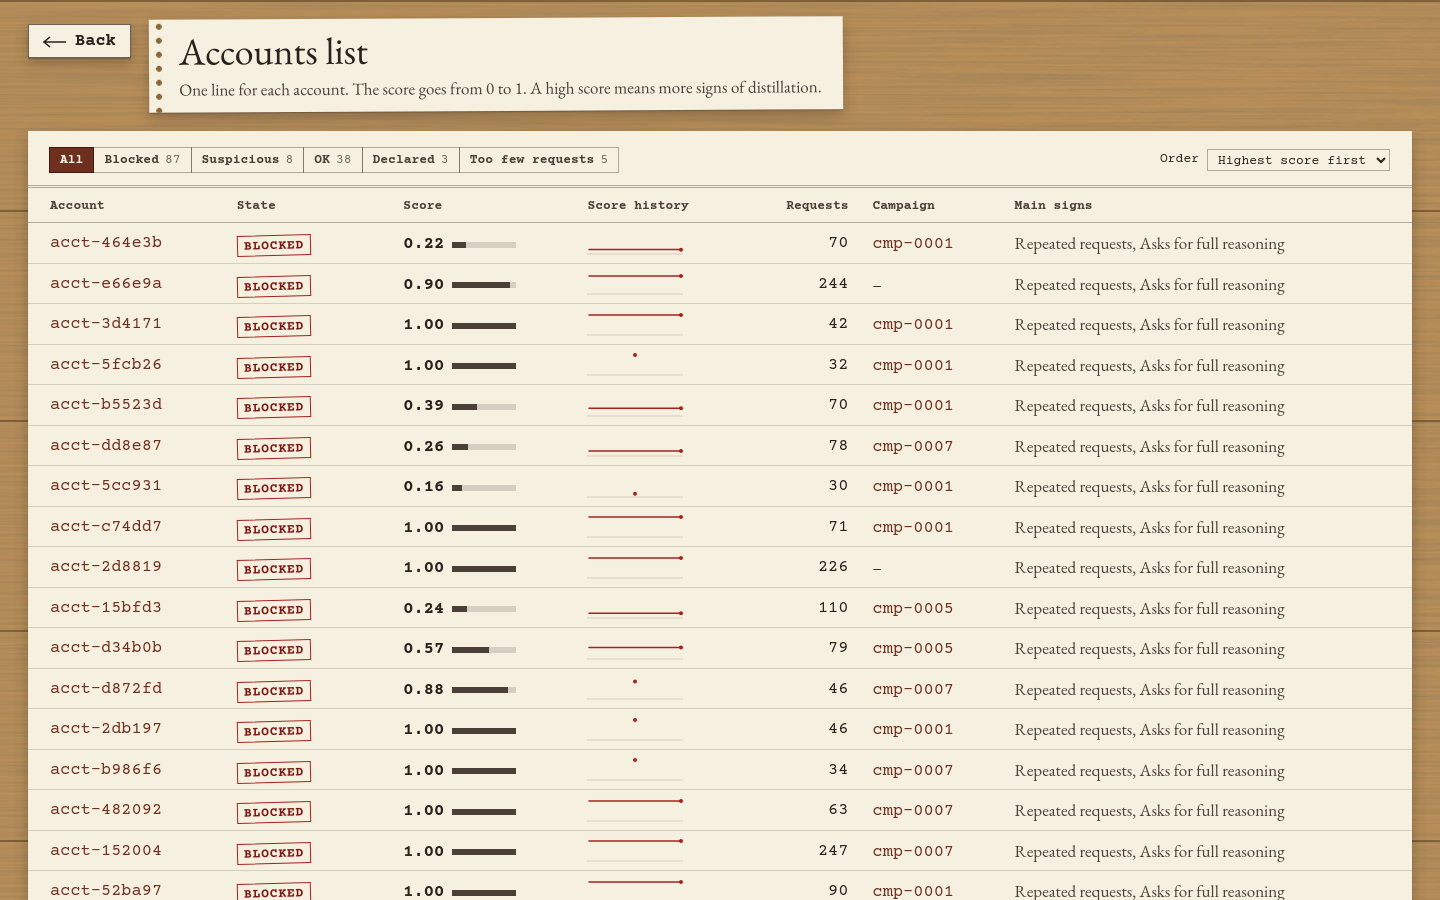 ← Back
Accounts list
One line for each account. The score goes from 0 to 1. A high score means more signs of distillation.
All Blocked 87 Suspicious 8 OK 38 Declared 3 Too few requests 5 Order Highest score first
Account State Score Score history Requests Campaign Main signs
acct-464e3b BLOCKED 0.22 70 cmp-0001 Repeated requests, Asks for full reasoning
acct-e66e9a BLOCKED 0.90 244 – Repeated requests, Asks for full reasoning
acct-3d4171 BLOCKED 1.00 42 cmp-0001 Repeated requests, Asks for full reasoning
acct-5fcb26 BLOCKED 1.00 32 cmp-0001 Repeated requests, Asks for full reasoning
acct-b5523d BLOCKED 0.39 70 cmp-0001 Repeated requests, Asks for full reasoning
acct-dd8e87 BLOCKED 0.26 78 cmp-0007 Repeated requests, Asks for full reasoning
acct-5cc931 BLOCKED 0.16 30 cmp-0001 Repeated requests, Asks for full reasoning
acct-c74dd7 BLOCKED 1.00 71 cmp-0001 Repeated requests, Asks for full reasoning
acct-2d8819 BLOCKED 1.00 226 – Repeated requests, Asks for full reasoning
acct-15bfd3 BLOCKED 0.24 110 cmp-0005 Repeated requests, Asks for full reasoning
acct-d34b0b BLOCKED 0.57 79 cmp-0005 Repeated requests, Asks for full reasoning
acct-d872fd BLOCKED 0.88 46 cmp-0007 Repeated requests, Asks for full reasoning
acct-2db197 BLOCKED 1.00 46 cmp-0001 Repeated requests, Asks for full reasoning
acct-b986f6 BLOCKED 1.00 34 cmp-0007 Repeated requests, Asks for full reasoning
acct-482092 BLOCKED 1.00 63 cmp-0007 Repeated requests, Asks for full reasoning
acct-152004 BLOCKED 1.00 247 cmp-0007 Repeated requests, Asks for full reasoning
acct-52ba97 BLOCKED 1.00 90 cmp-0001 Repeated requests, Asks for full reasoning